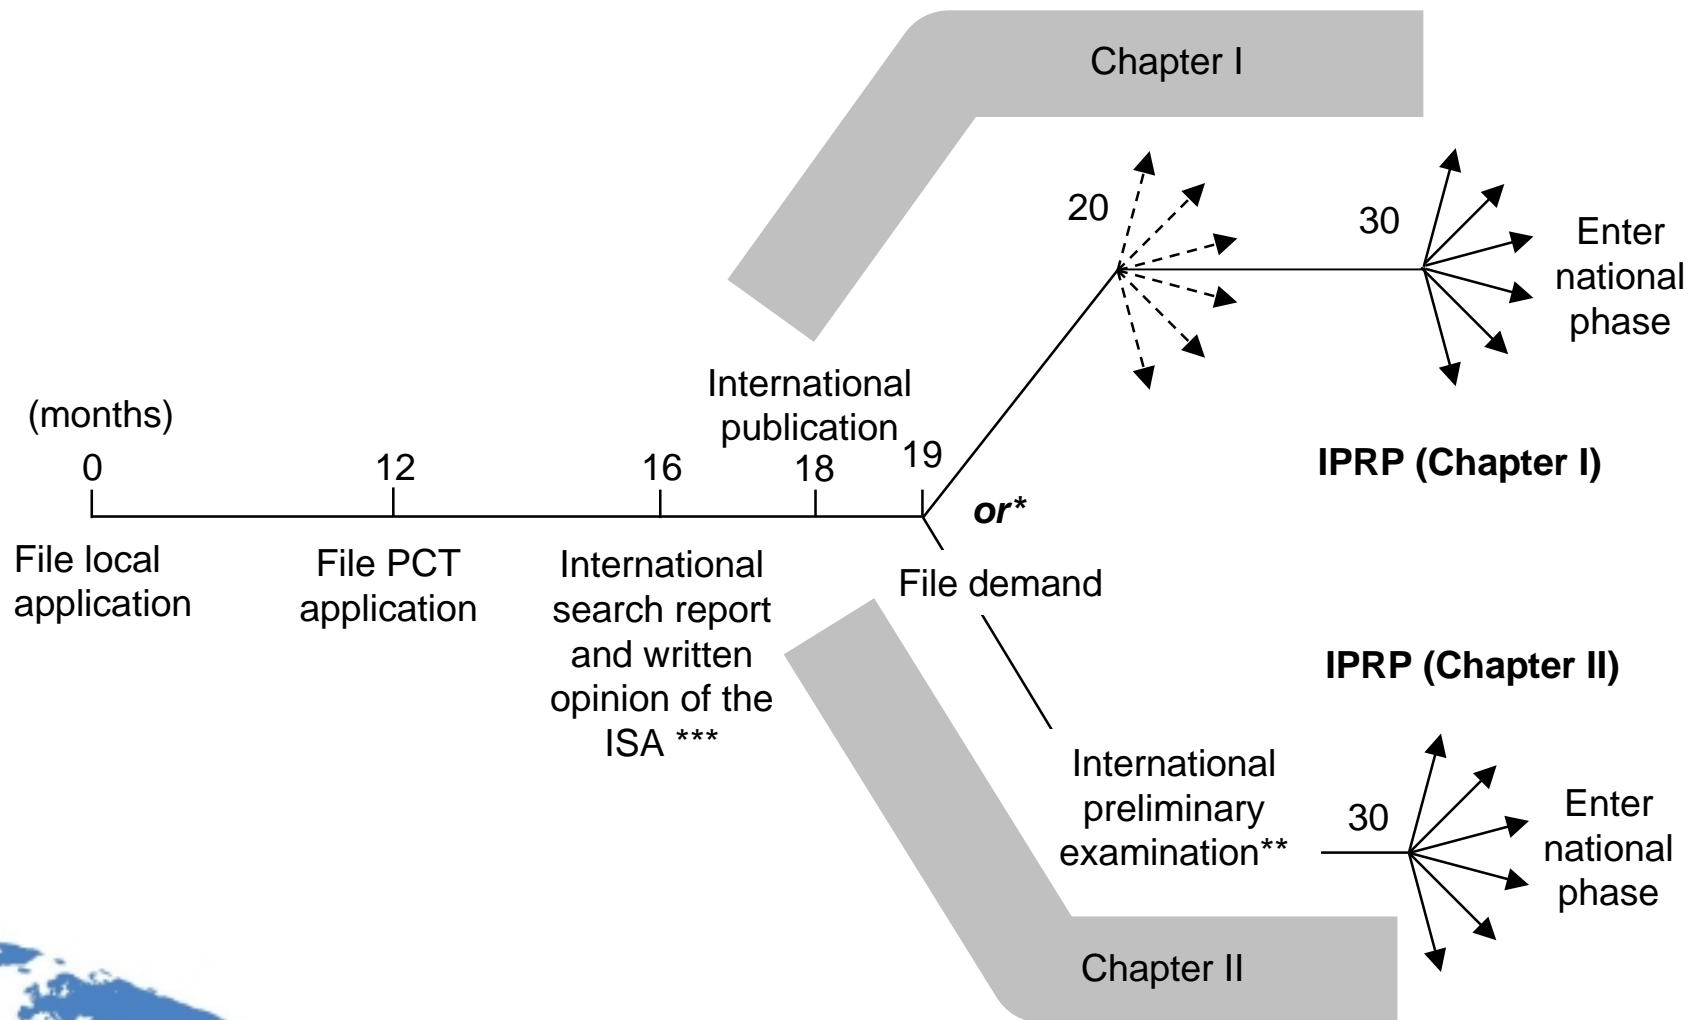 Chapter I
20
30
Enter
national
phase
International
publication
(months)
0
12
16
18
19
IPRP (Chapter I)
or*
File local
application
File PCT
application
International
search report
and written
opinion of the
ISA ***
File demand
IPRP (Chapter II)
International
preliminary
examination**
30
Enter
national
phase
Chapter II